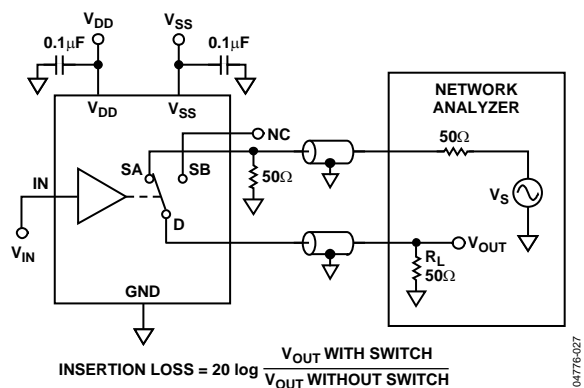 VDD
VSS
0.1µF
0.1µF
VDD
VSS
NETWORK
ANALYZER
NC
50Ω
SA
SB
IN
50Ω
VS
D
VIN
VOUT
RL
50Ω
GND
INSERTION LOSS = 20 log VOUT WITH SWITCH
VOUT WITHOUT SWITCH
04776-027